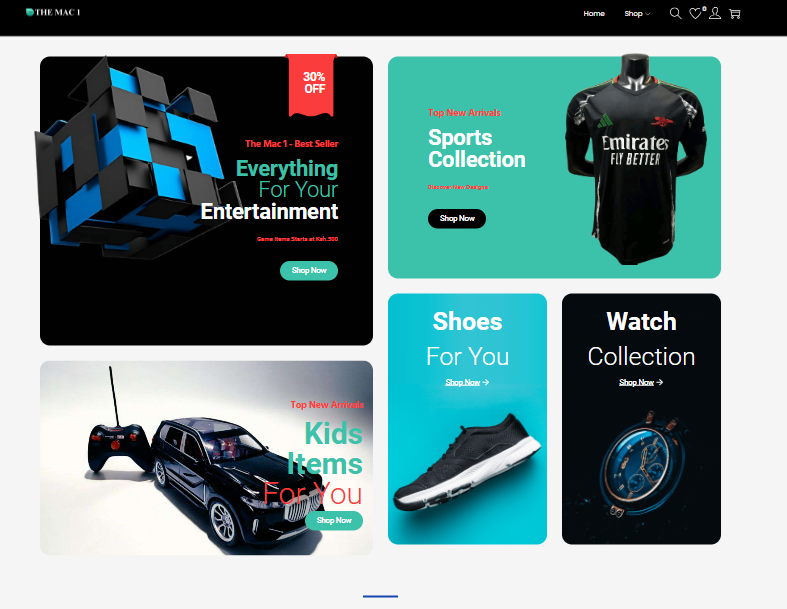 THE MAC 1
Home
Shop
0
30%
OFF
The Mac 1 - Best Seller
Everything
For Your
Entertainment
Game Items Starts at Ksh.300
Shop Now
Top New Arrivals
Sports
Collection
Discover New Designs
Shop Now
Emirates
FLY BETTER
Top New Arrivals
Kids
Items
For You
Shop Now
Shoes
For You
Shop Now
Watch
Collection
Shop Now